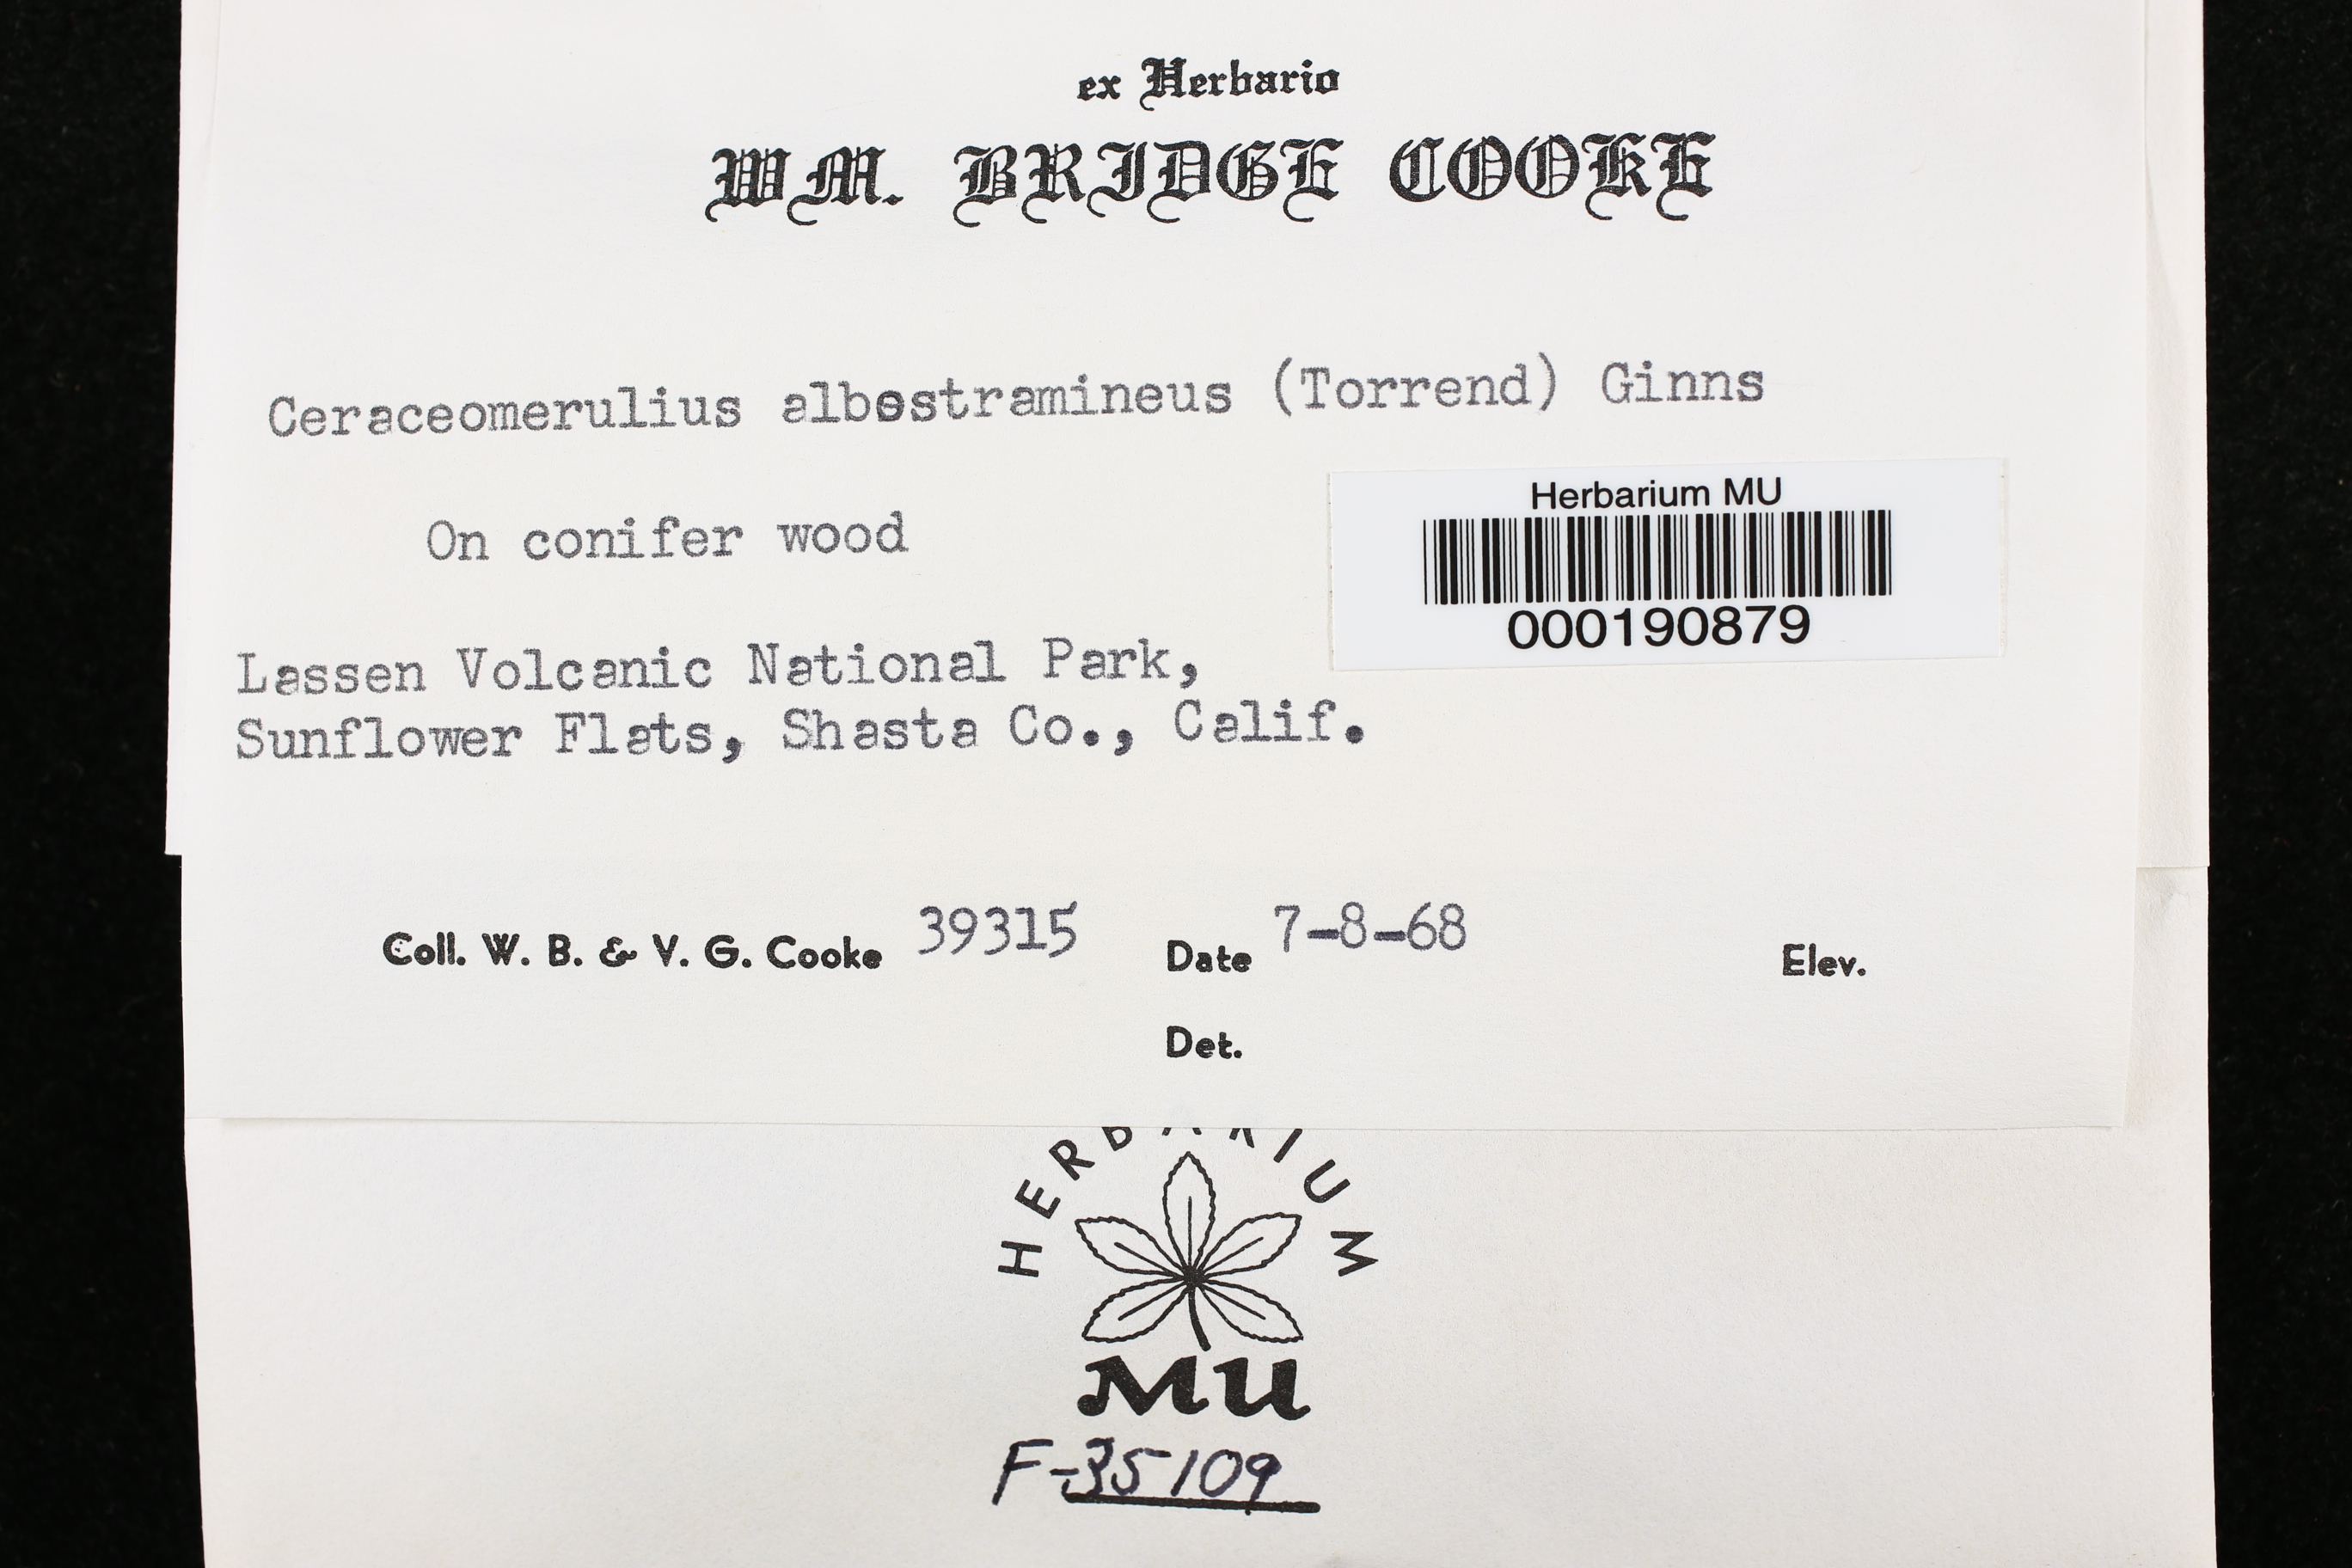 ex Herbario
WM. BRIDGE COOKE
Ceraceomerulius albostramineus (Torrend) Ginns
On conifer wood
Herbarium MU
000190879
Lassen Volcanic National Park,
Sunflower Flats, Shasta Co., Calif.
Coll. W. B. & V. G. Cooke 39315 Date 7-8-68 Elev.
Det.
HERBARIUM
MU
F-35109